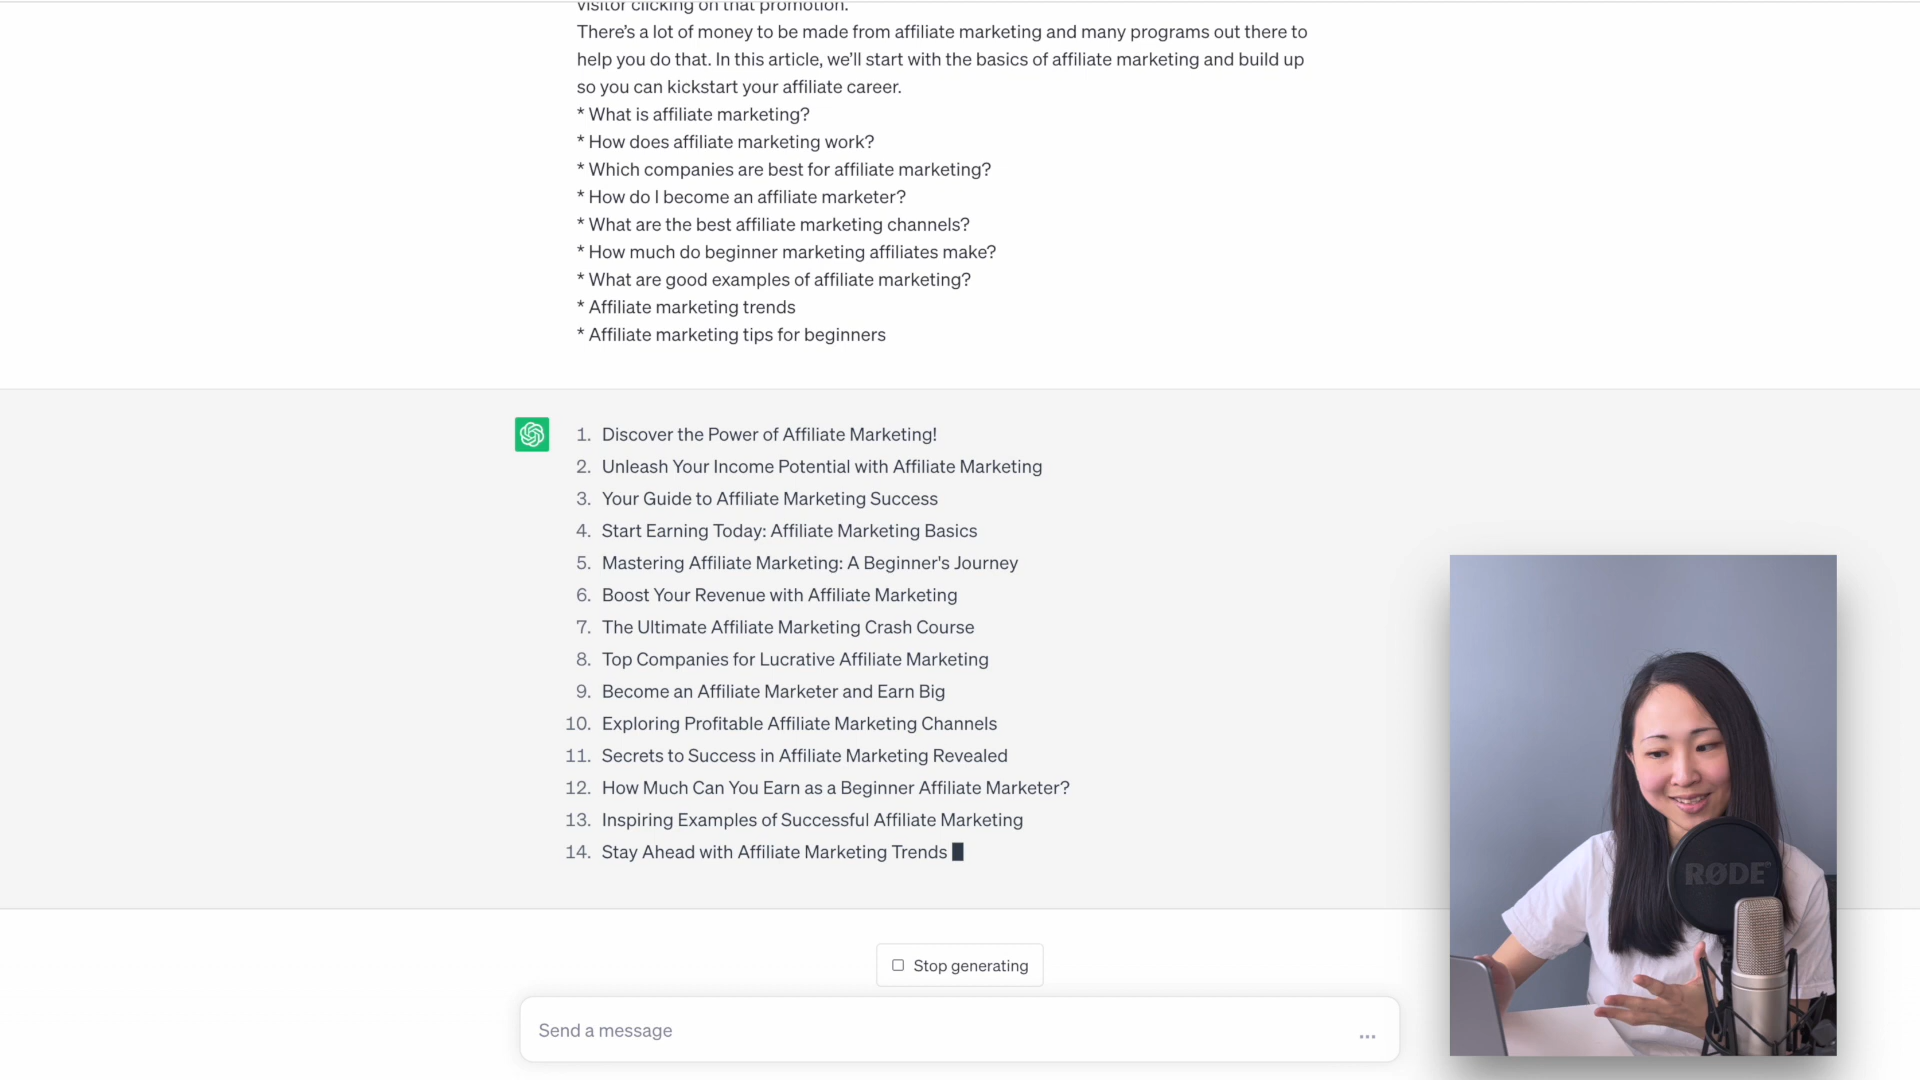 visitor clicking on that promotion.
There’s a lot of money to be made from affiliate marketing and many programs out there to
help you do that. In this article, we’ll start with the basics of affiliate marketing and build up
so you can kickstart your affiliate career.
* What is affiliate marketing?
* How does affiliate marketing work?
* Which companies are best for affiliate marketing?
* How do I become an affiliate marketer?
* What are the best affiliate marketing channels?
* How much do beginner marketing affiliates make?
* What are good examples of affiliate marketing?
* Affiliate marketing trends
* Affiliate marketing tips for beginners
1. Discover the Power of Affiliate Marketing!
2. Unleash Your Income Potential with Affiliate Marketing
3. Your Guide to Affiliate Marketing Success
4. Start Earning Today: Affiliate Marketing Basics
5. Mastering Affiliate Marketing: A Beginner's Journey
6. Boost Your Revenue with Affiliate Marketing
7. The Ultimate Affiliate Marketing Crash Course
8. Top Companies for Lucrative Affiliate Marketing
9. Become an Affiliate Marketer and Earn Big
10. Exploring Profitable Affiliate Marketing Channels
11. Secrets to Success in Affiliate Marketing Revealed
12. How Much Can You Earn as a Beginner Affiliate Marketer?
13. Inspiring Examples of Successful Affiliate Marketing
14. Stay Ahead with Affiliate Marketing Trends
Stop generating
Send a message
...
RØDE